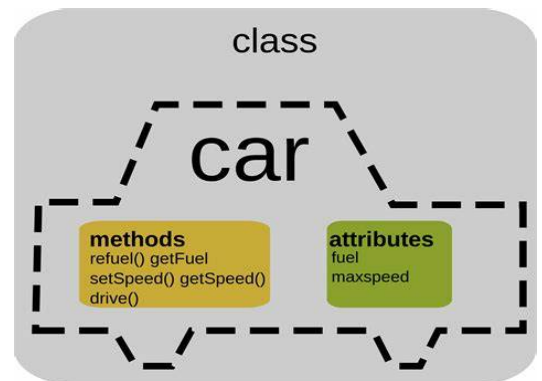 class
car
methods
refuel() getFuel
setSpeed() getSpeed()
drive()
attributes
fuel
maxspeed